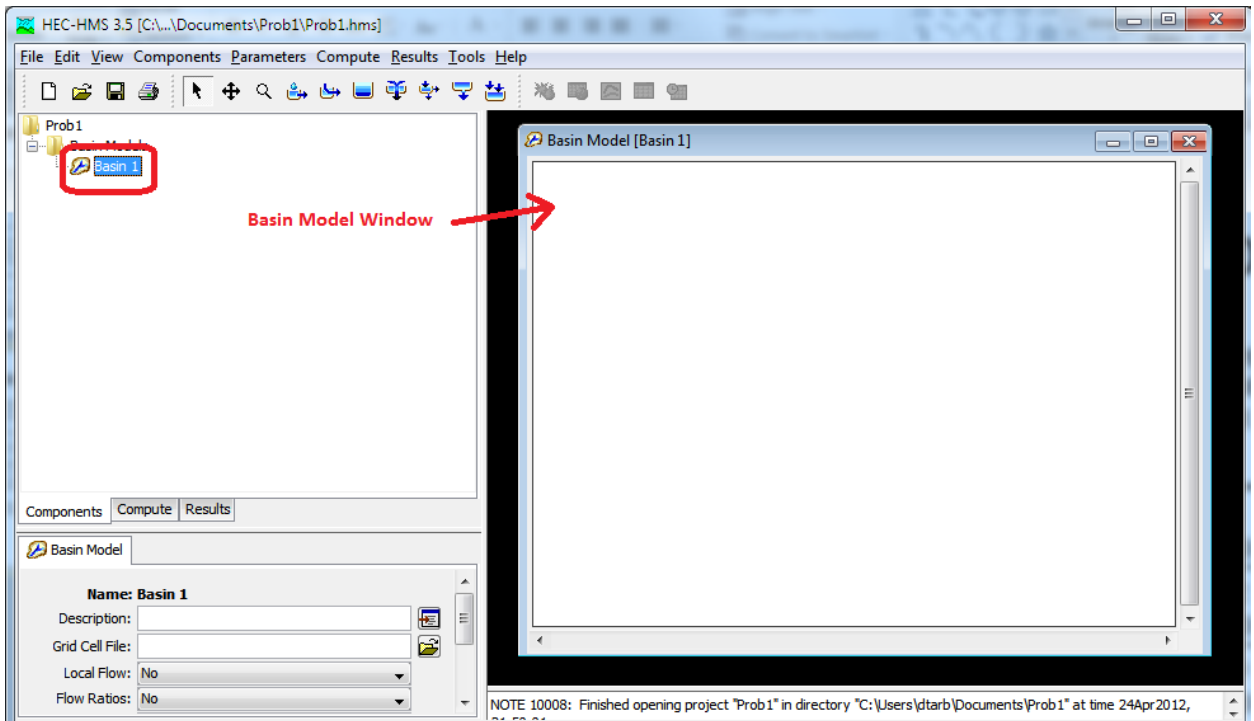 HEC-HMS 3.5 [C:\...\Documents\Prob1\Prob1.hms]
File Edit View Components Parameters Compute Results Tools Help
Prob1
Basin Models
Basin 1
Basin Model [Basin 1]
Basin Model Window
Components Compute Results
Basin Model
Name: Basin 1
Description:
Grid Cell File:
Local Flow: No
Flow Ratios: No
NOTE 10008: Finished opening project "Prob1" in directory "C:\Users\dtarb\Documents\Prob1" at time 24Apr2012,